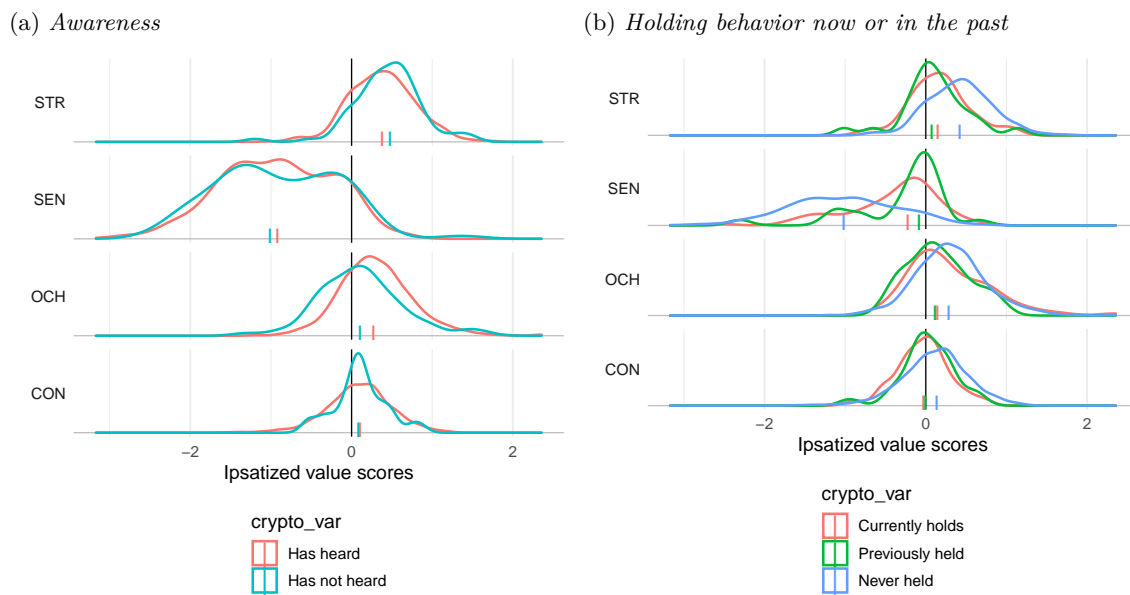 (a) Awareness
STR
SEN
OCH
CON
−2
0
2
Ipsatized value scores
crypto_var
Has heard
Has not heard
(b) Holding behavior now or in the past
STR
SEN
OCH
CON
−2
0
2
Ipsatized value scores
crypto_var
Currently holds
Previously held
Never held